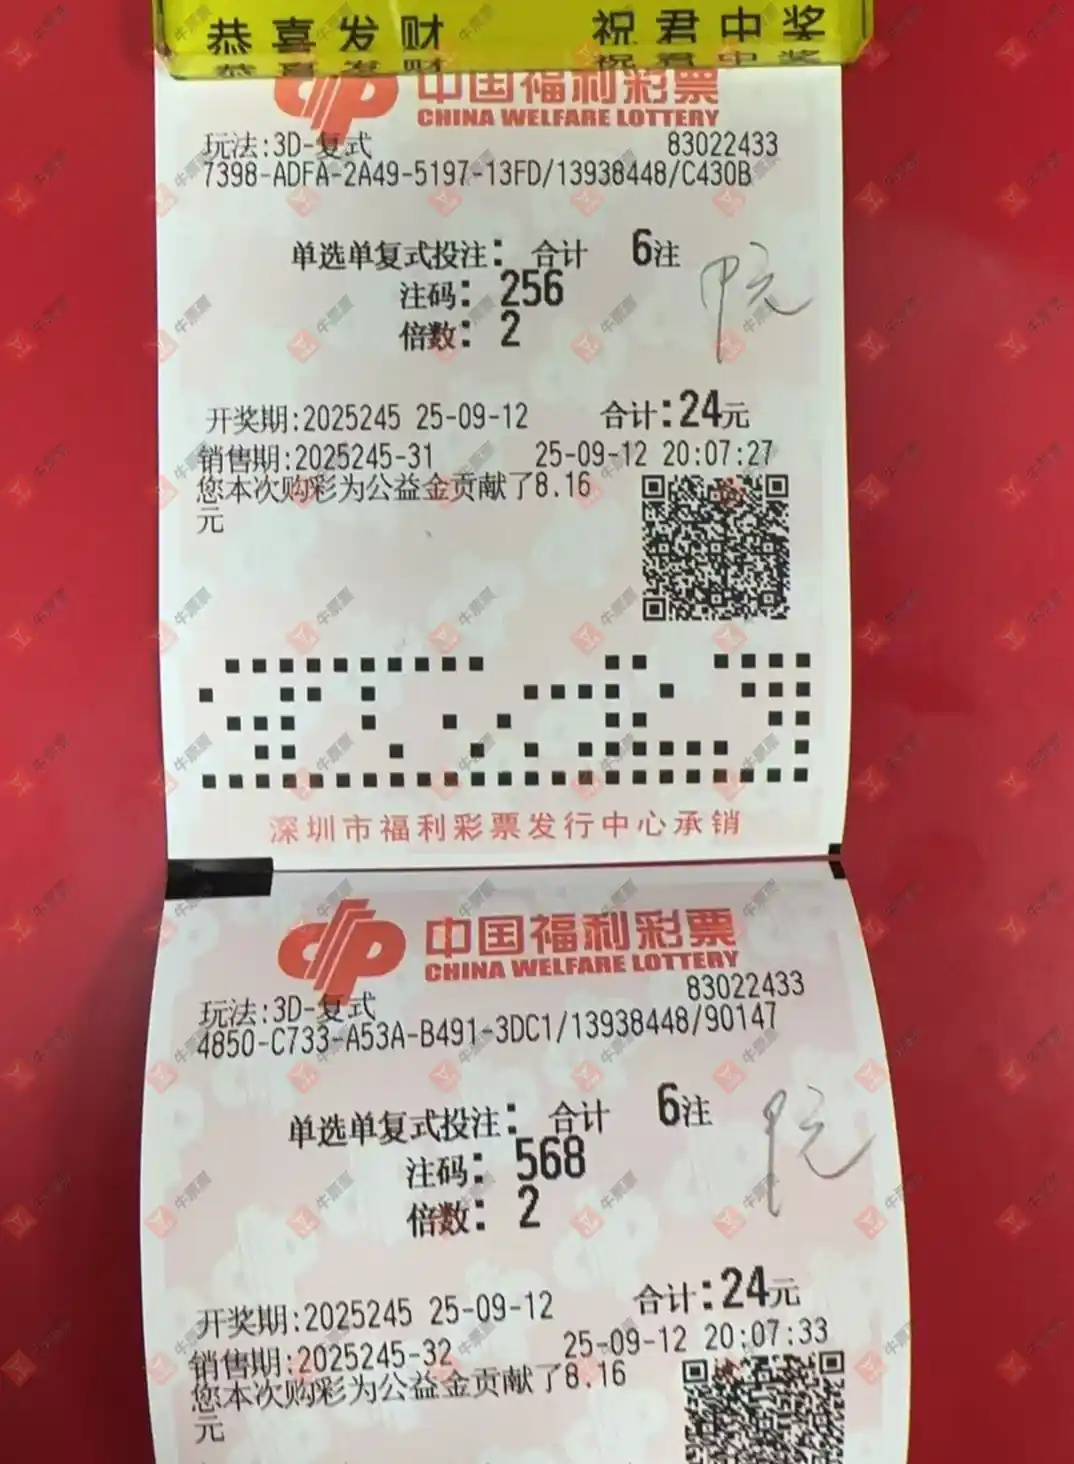 恭喜发财 祝君中奖
中国福利彩票
CHINA WELFARE LOTTERY
玩法:3D-复式 83022433
7398-ADFA-2A49-5197-13FD/13938448/C430B
单选单复式投注: 合计 6注
注码: 256
倍数: 2
开奖期:2025245 25-09-12 合计:24元
销售期:2025245-31 25-09-12 20:07:27
您本次购彩为公益金贡献了8.16
元
深圳市福利彩票发行中心承销
中国福利彩票
CHINA WELFARE LOTTERY
玩法:3D-复式 83022433
4850-C733-A53A-B491-3DC1/13938448/90147
单选单复式投注: 合计 6注
注码: 568
倍数: 2
开奖期:2025245 25-09-12 合计:24元
销售期:2025245-32 25-09-12 20:07:33
您本次购彩为公益金贡献了8.16
元